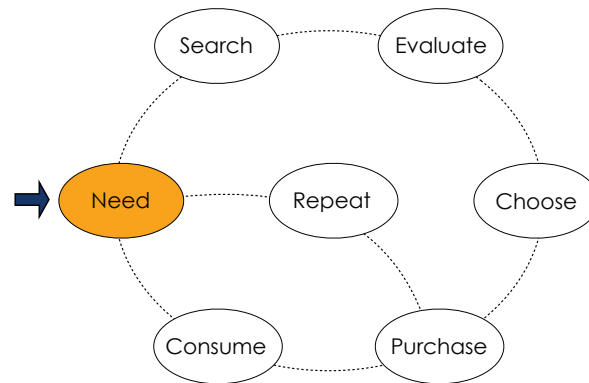 Search
Evaluate
Need
Repeat
Choose
Consume
Purchase